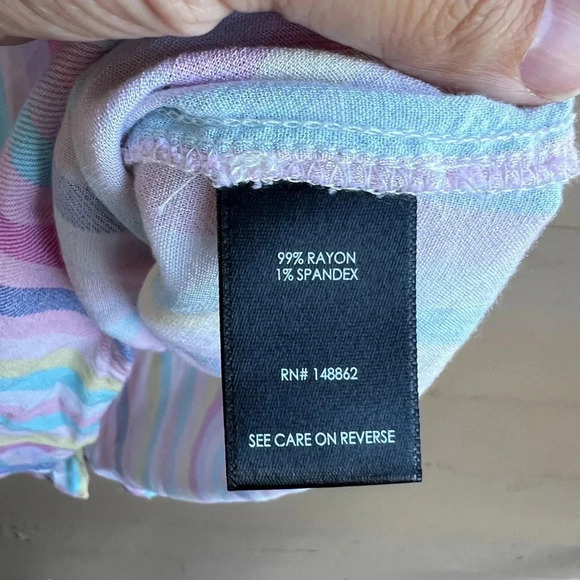 99% RAYON
1% SPANDEX
RN# 148862
SEE CARE ON REVERSE